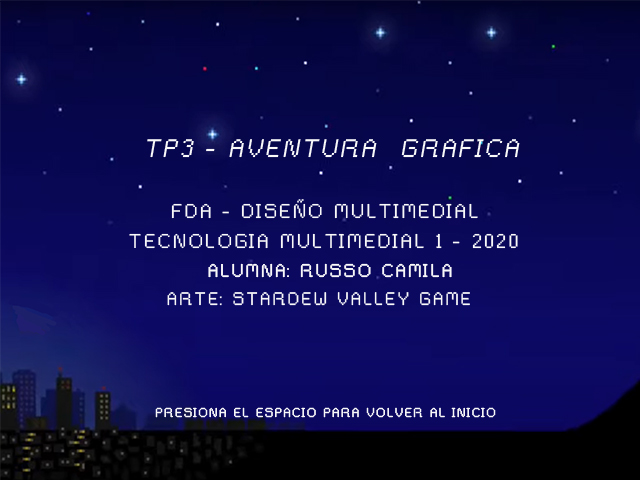 TP3 - AVENTURA GRAFICA
FDA - DISEÑO MULTIMEDIAL
TECNOLOGIA MULTIMEDIAL 1 - 2020
ALUMNA: RUSSO CAMILA
ARTE: STARDEW VALLEY GAME
PRESIONA EL ESPACIO PARA VOLVER AL INICIO